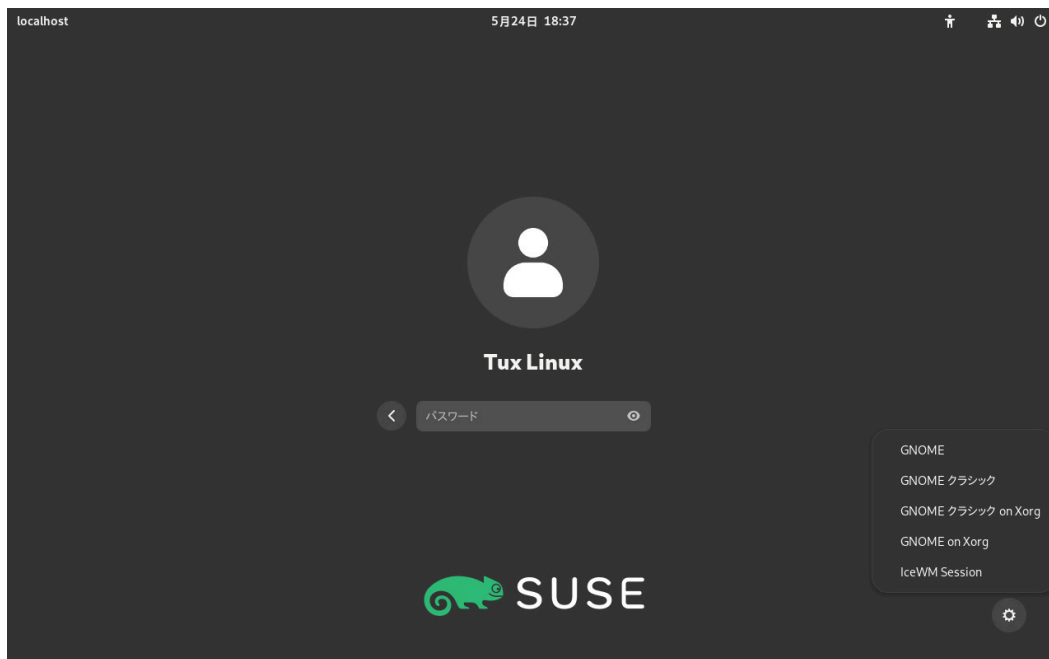 localhost
5月24日 18:37
Tux Linux
パスワード
GNOME
GNOME クラシック
GNOME クラシック on Xorg
GNOME on Xorg
IceWM Session
SUSE